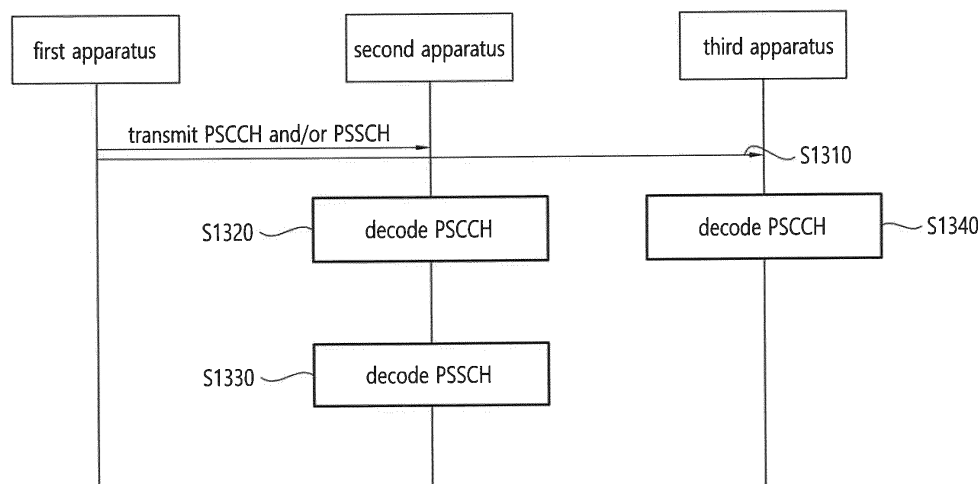 first apparatus
second apparatus
third apparatus
transmit PSCCH and/or PSSCH
S1310
S1320
decode PSCCH
decode PSCCH
S1340
S1330
decode PSSCH